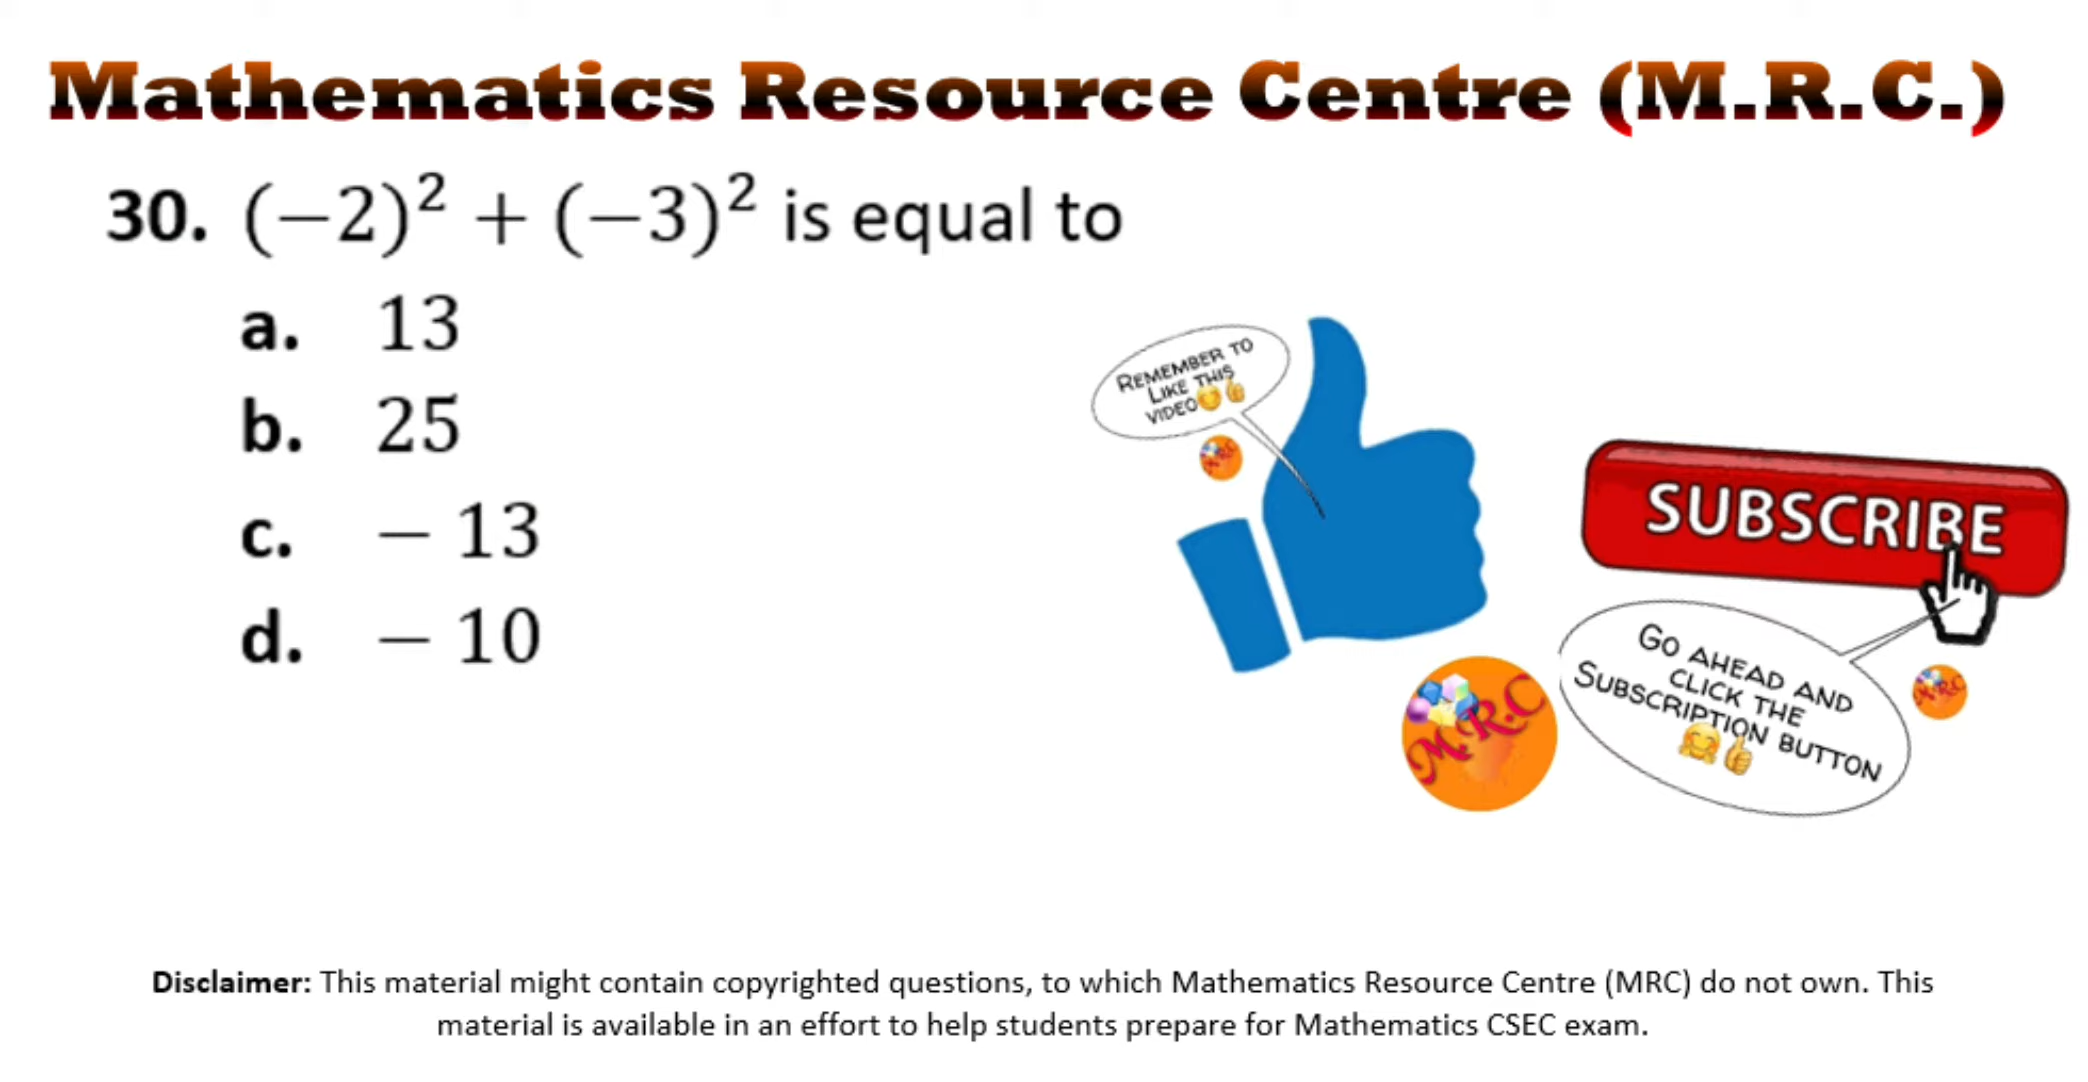 Mathematics Resource Centre (M.R.C.)
30. (−2)² + (−3)² is equal to
a. 13
b. 25
c. − 13
d. − 10
REMEMBER TO
LIKE THIS
VIDEO😊👍
M.R.C
SUBSCRIBE
GO AHEAD AND
CLICK THE
SUBSCRIPTION BUTTON
🤗👍
M.R.C
M.R.C
Disclaimer: This material might contain copyrighted questions, to which Mathematics Resource Centre (MRC) do not own. This
material is available in an effort to help students prepare for Mathematics CSEC exam.